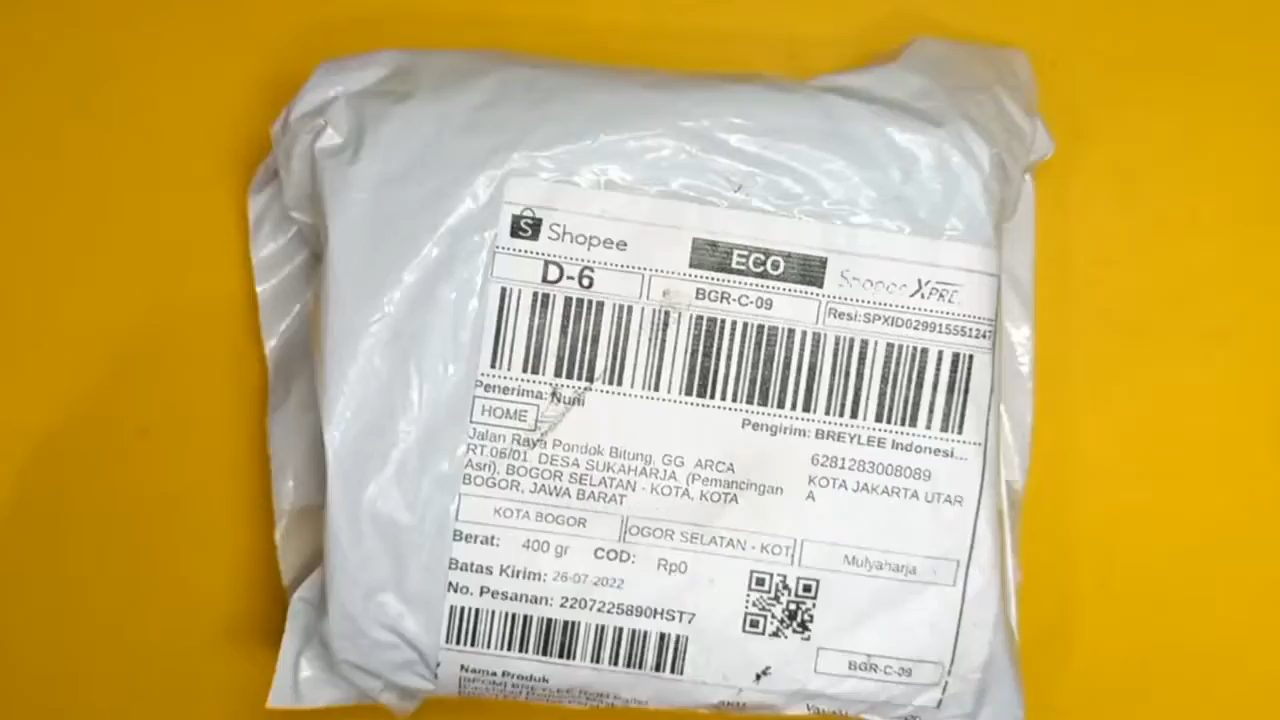 Shopee
ECO
Shopee XPRE
D-6
BGR-C-09
Resi:SPXID029915551247
Penerima: Nuni
HOME
Pengirim: BREYLEE Indonesi...
6281283008089
KOTA JAKARTA UTAR
A
Jalan Raya Pondok Bitung, GG ARCA
RT.06/01 DESA SUKAHARJA (Pemancingan
Asri), BOGOR SELATAN - KOTA, KOTA
BOGOR, JAWA BARAT
KOTA BOGOR
OGOR SELATAN - KOT
Mulyaharja
Berat: 400 gr COD: Rp0
Batas Kirim: 26-07-2022
No. Pesanan: 2207225890HST7
BGR-C-09
Nama Produk